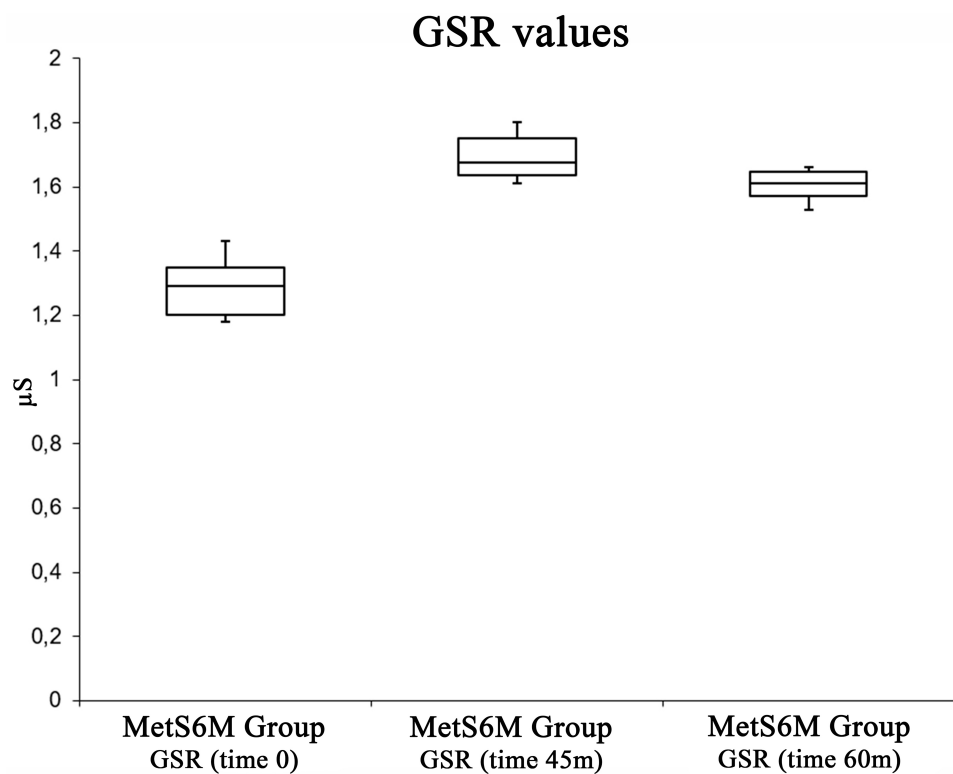 GSR values
2
1,8
1,6
1,4
1,2
1
0,8
0,6
0,4
0,2
0
µS
MetS6M Group
GSR (time 0)
MetS6M Group
GSR (time 45m)
MetS6M Group
GSR (time 60m)